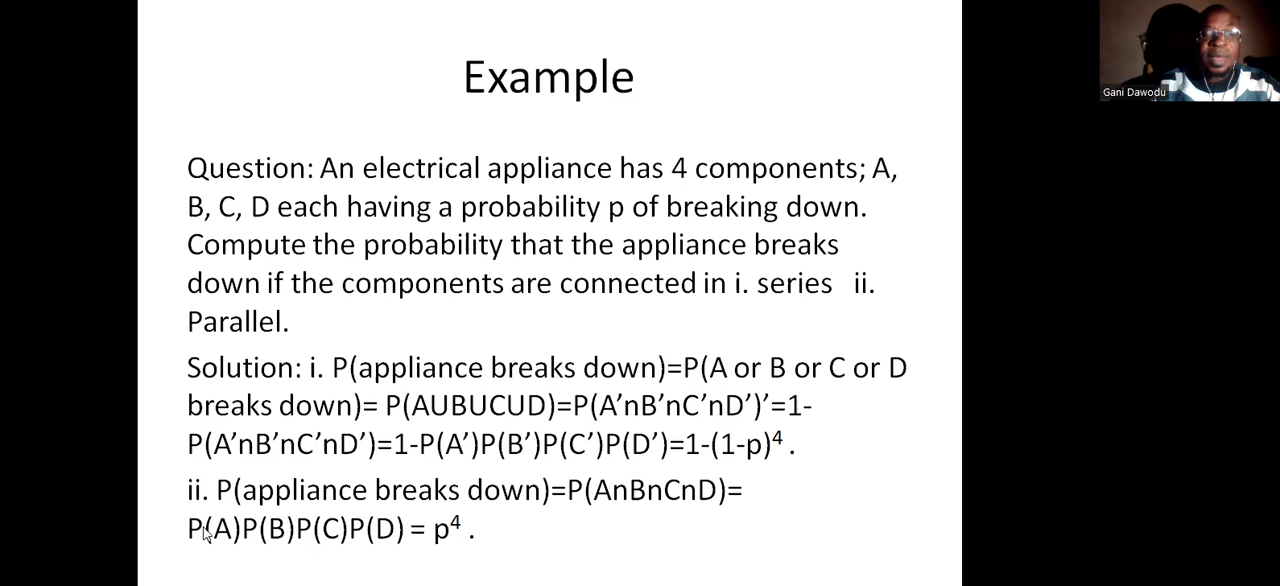 Example
Gani Dawodu
Question: An electrical appliance has 4 components; A,
B, C, D each having a probability p of breaking down.
Compute the probability that the appliance breaks
down if the components are connected in i. series   ii.
Parallel.
Solution: i. P(appliance breaks down)=P(A or B or C or D
breaks down)= P(AUBUCUD)=P(A’nB’nC’nD’)’=1-
P(A’nB’nC’nD’)=1-P(A’)P(B’)P(C’)P(D’)=1-(1-p)⁴ .
ii. P(appliance breaks down)=P(AnBnCnD)=
P(A)P(B)P(C)P(D) = p⁴ .